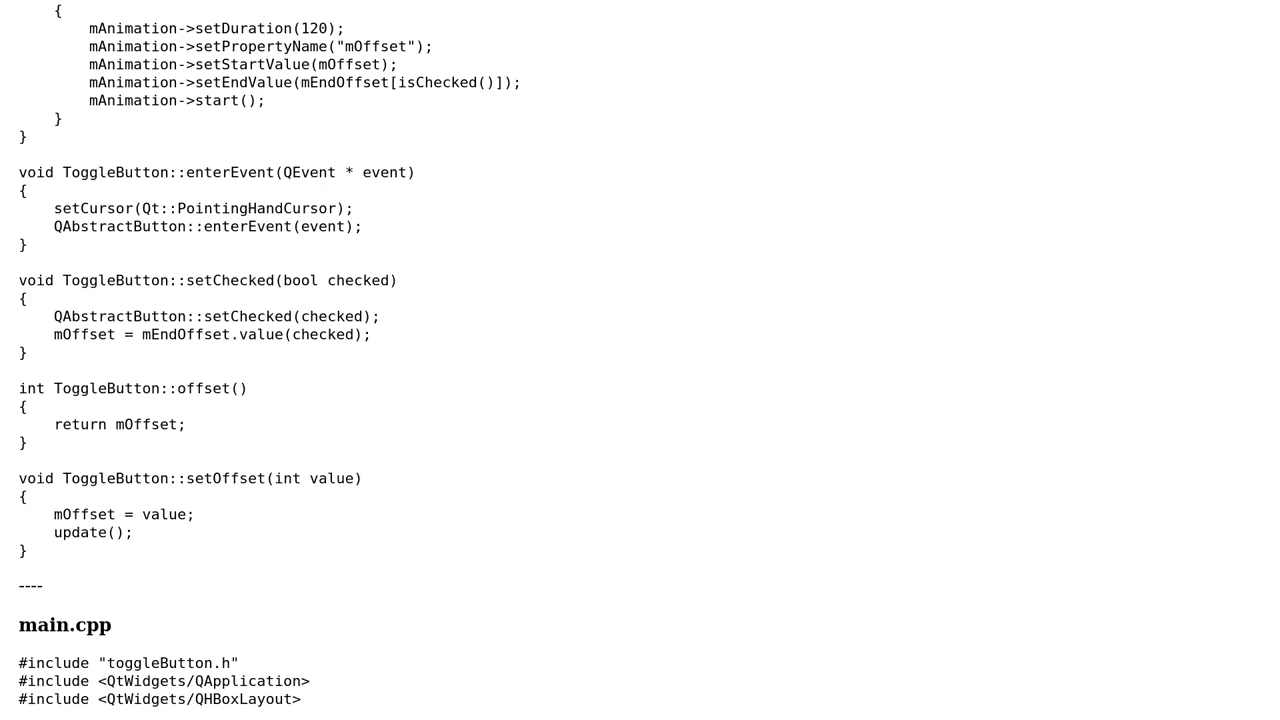 {
        mAnimation->setDuration(120);
        mAnimation->setPropertyName("mOffset");
        mAnimation->setStartValue(mOffset);
        mAnimation->setEndValue(mEndOffset[isChecked()]);
        mAnimation->start();
    }
}

void ToggleButton::enterEvent(QEvent * event)
{
    setCursor(Qt::PointingHandCursor);
    QAbstractButton::enterEvent(event);
}

void ToggleButton::setChecked(bool checked)
{
    QAbstractButton::setChecked(checked);
    mOffset = mEndOffset.value(checked);
}

int ToggleButton::offset()
{
    return mOffset;
}

void ToggleButton::setOffset(int value)
{
    mOffset = value;
    update();
}

----

main.cpp

#include "toggleButton.h"
#include <QtWidgets/QApplication>
#include <QtWidgets/QHBoxLayout>